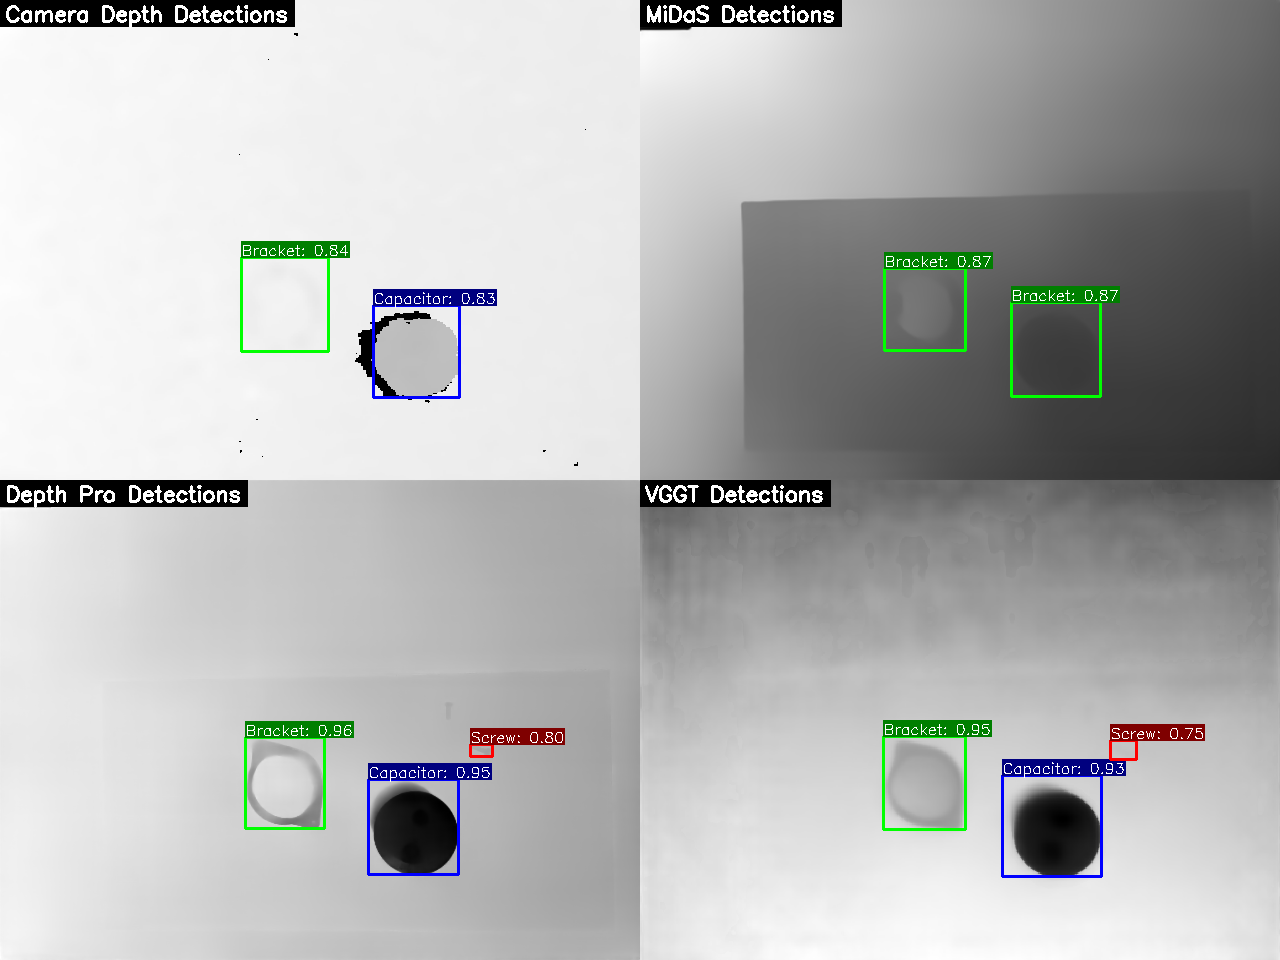 Camera Depth Detections
Bracket: 0.84
Capacitor: 0.83
MiDaS Detections
Bracket: 0.87
Bracket: 0.87
Depth Pro Detections
Bracket: 0.96
Screw: 0.80
Capacitor: 0.95
VGGT Detections
Bracket: 0.95
Screw: 0.75
Capacitor: 0.93